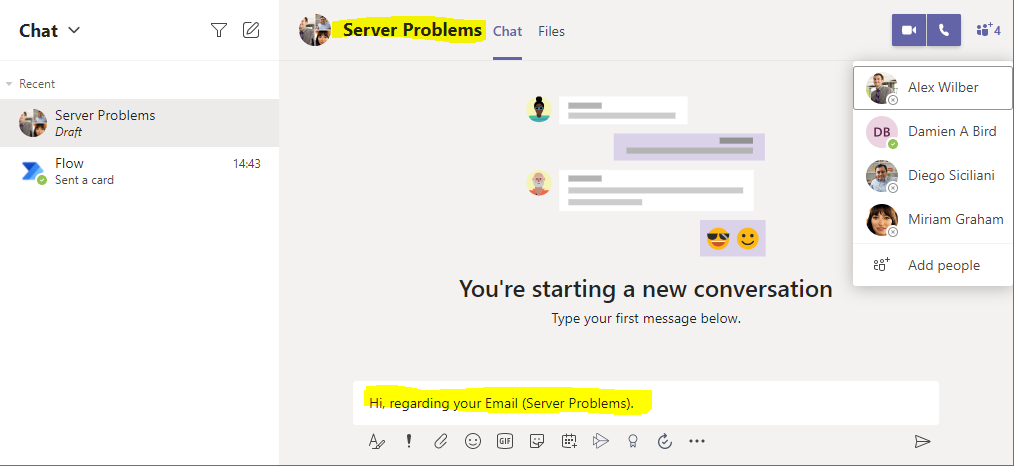 Chat
Recent
Server Problems
Draft
Flow
14:43
Sent a card
Server Problems
Chat
Files
4
Alex Wilber
DB
Damien A Bird
Diego Siciliani
Miriam Graham
Add people
You're starting a new conversation
Type your first message below.
Hi, regarding your Email (Server Problems).
GIF